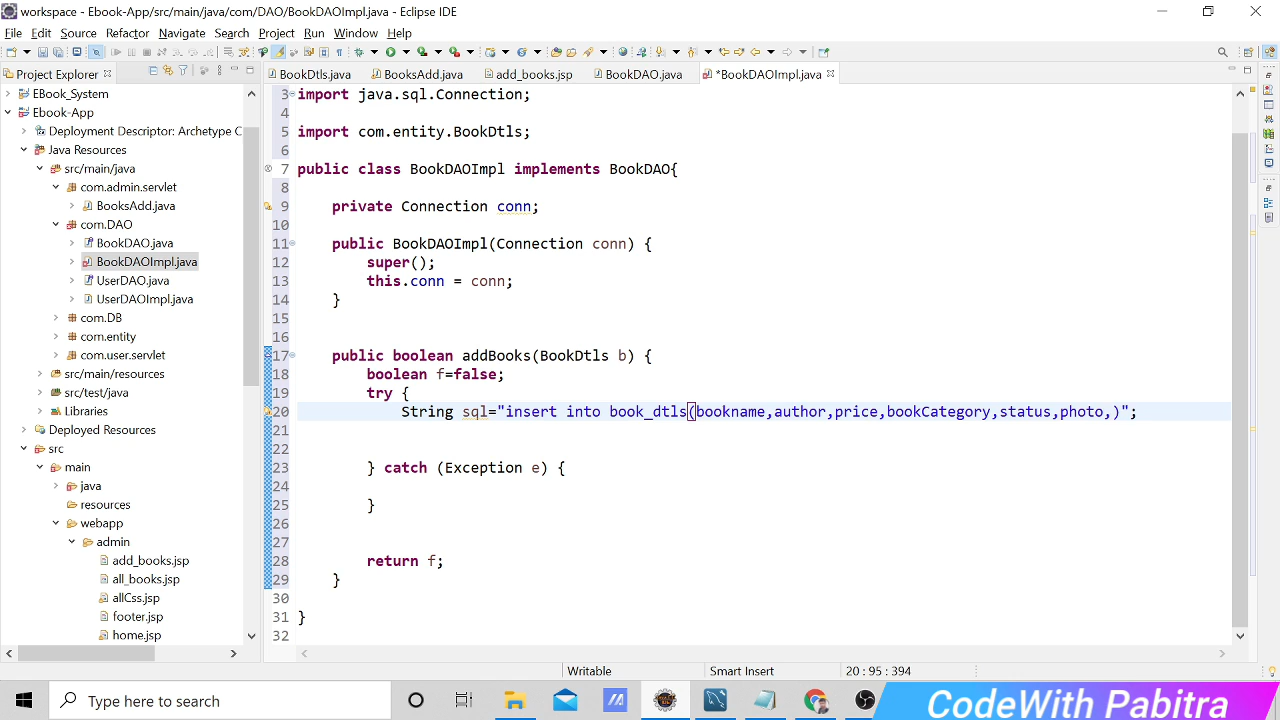 workspace - Ebook-App/src/main/java/com/DAO/BookDAOImpl.java - Eclipse IDE
File Edit Source Refactor Navigate Search Project Run Window Help
Project Explorer
BookDtls.java BooksAdd.java add_books.jsp BookDAO.java *BookDAOImpl.java
EBook_System
Ebook-App
Deployment Descriptor: Archetype C
Java Resources
src/main/java
com.admin.servlet
BooksAdd.java
com.DAO
BookDAO.java
BookDAOImpl.java
UserDAO.java
UserDAOImpl.java
com.DB
com.entity
com.user.servlet
src/main/resources
src/test/java
Libraries
Deployed Resources
src
main
java
resources
webapp
admin
add_books.jsp
all_books.jsp
allCss.jsp
footer.jsp
home.jsp
3 import java.sql.Connection;
4
5 import com.entity.BookDtls;
6
7 public class BookDAOImpl implements BookDAO{
8
9 private Connection conn;
10
11 public BookDAOImpl(Connection conn) {
12 super();
13 this.conn = conn;
14 }
15
16
17 public boolean addBooks(BookDtls b) {
18 boolean f=false;
19 try {
20 String sql="insert into book_dtls(bookname,author,price,bookCategory,status,photo,)";
21
22
23 } catch (Exception e) {
24
25 }
26
27
28 return f;
29 }
30
31 }
32
Writable Smart Insert 20 : 95 : 394
Type here to search
CodeWith Pabitra